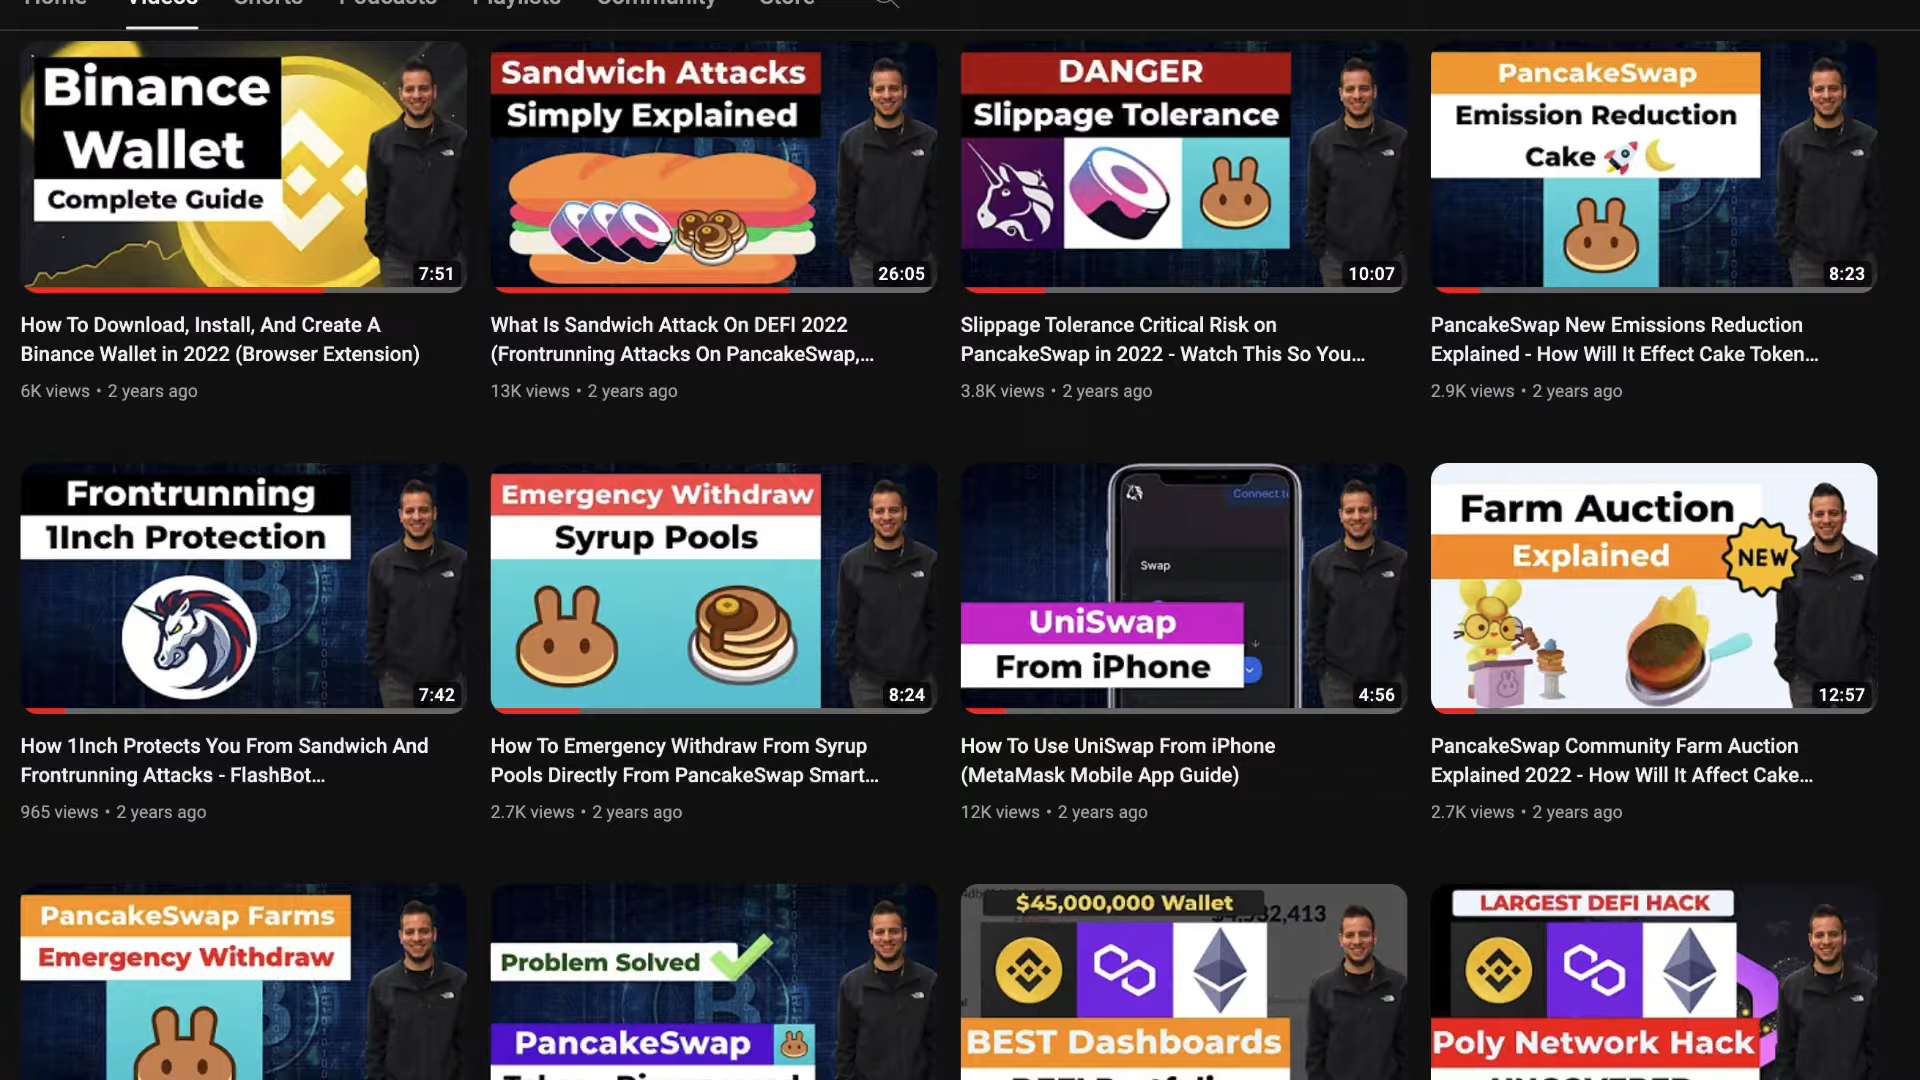 Home Videos Shorts Podcasts Playlists Community Store
Binance
Wallet
Complete Guide
7:51
How To Download, Install, And Create A
Binance Wallet in 2022 (Browser Extension)
6K views • 2 years ago
Sandwich Attacks
Simply Explained
26:05
What Is Sandwich Attack On DEFI 2022
(Frontrunning Attacks On PancakeSwap,...
13K views • 2 years ago
DANGER
Slippage Tolerance
10:07
Slippage Tolerance Critical Risk on
PancakeSwap in 2022 - Watch This So You...
3.8K views • 2 years ago
PancakeSwap
Emission Reduction
Cake 🚀🌙
8:23
PancakeSwap New Emissions Reduction
Explained - How Will It Effect Cake Token...
2.9K views • 2 years ago
Frontrunning
1Inch Protection
7:42
How 1Inch Protects You From Sandwich And
Frontrunning Attacks - FlashBot...
965 views • 2 years ago
Emergency Withdraw
Syrup Pools
8:24
How To Emergency Withdraw From Syrup
Pools Directly From PancakeSwap Smart...
2.7K views • 2 years ago
Connect to
Swap
UniSwap
From iPhone
4:56
How To Use UniSwap From iPhone
(MetaMask Mobile App Guide)
12K views • 2 years ago
Farm Auction
Explained
NEW
12:57
PancakeSwap Community Farm Auction
Explained 2022 - How Will It Affect Cake...
2.7K views • 2 years ago
PancakeSwap Farms
Emergency Withdraw
Problem Solved
PancakeSwap
$45,000,000 Wallet
BEST Dashboards
LARGEST DEFI HACK
Poly Network Hack
UNCOVERED